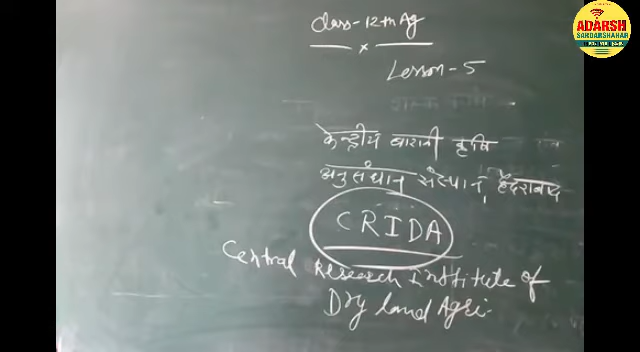 Class-12th Ag
x
Lesson-5
केन्द्रीय बारानी कृषि
अनुसंधान संस्थान, हैदराबाद
CRIDA
Central Research Institute of
Dry land Agri.
ADARSH
SARDARSHAHAR